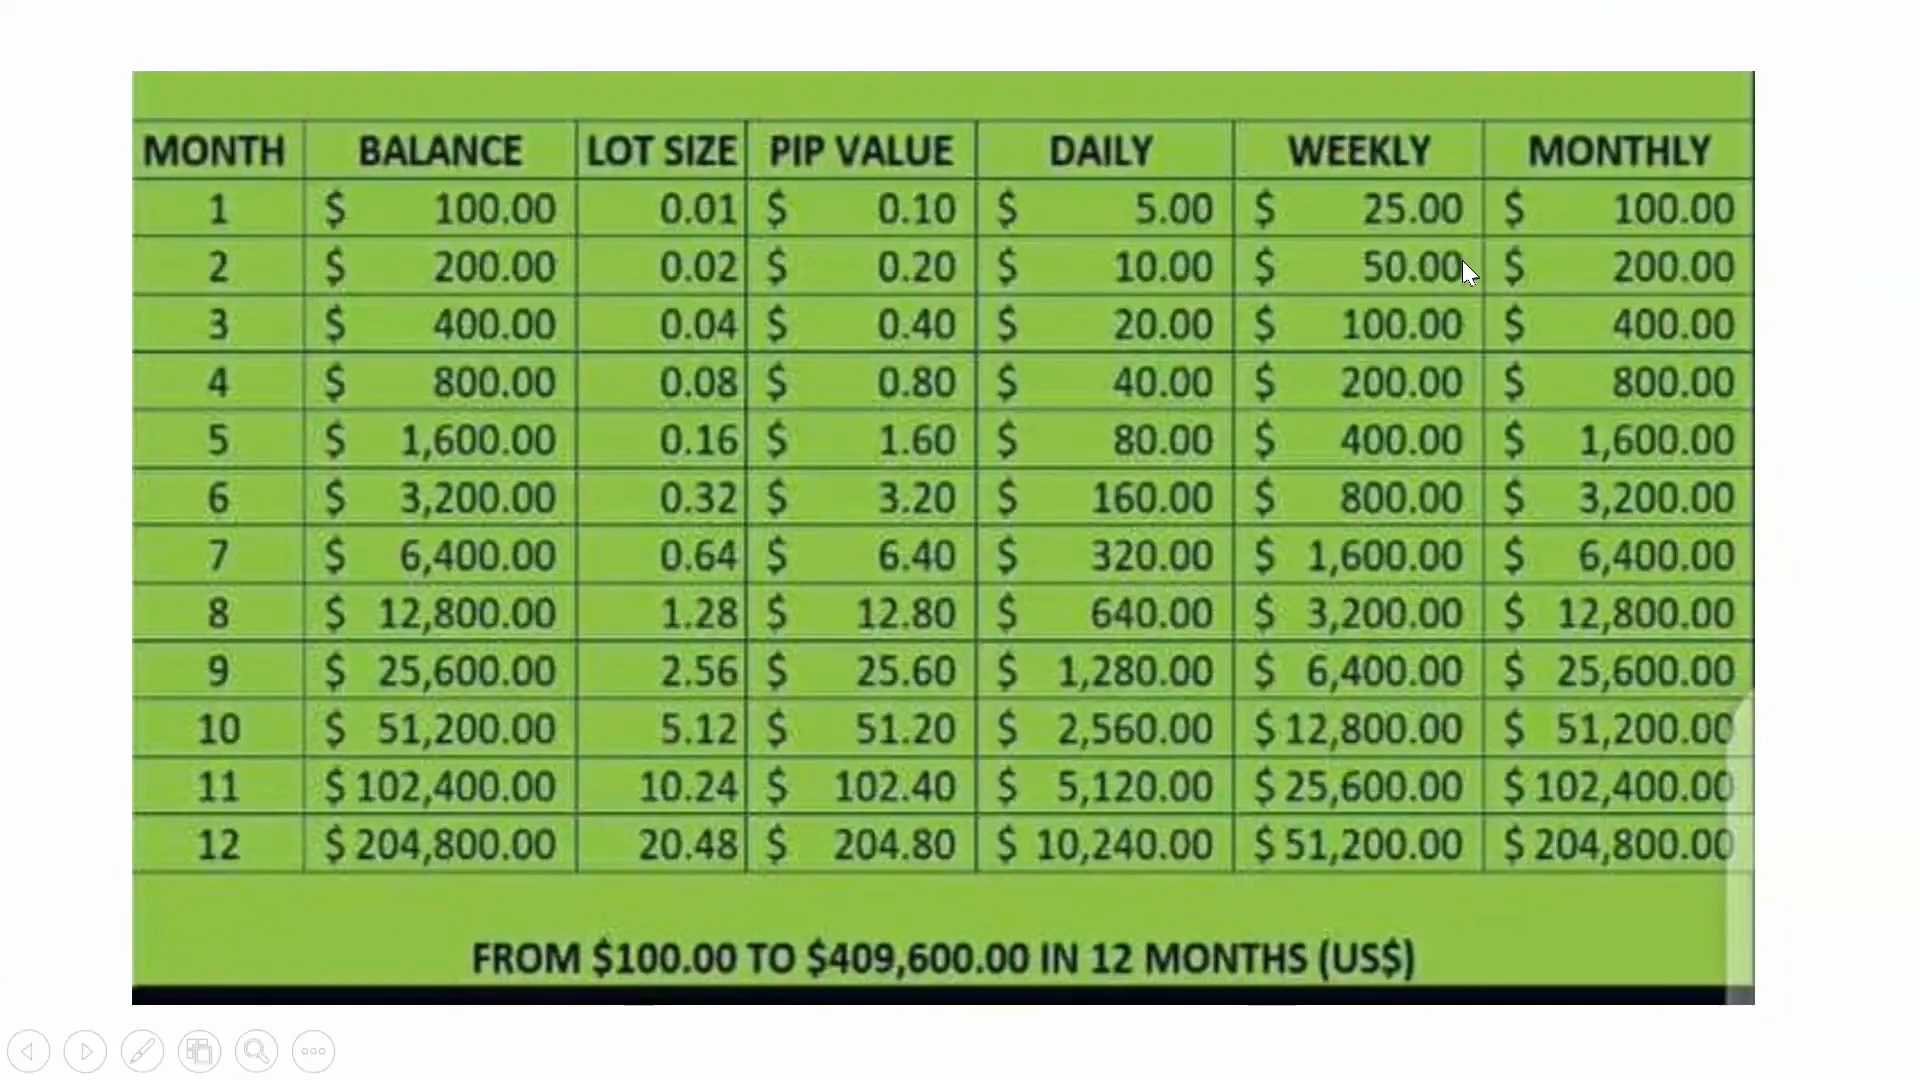 MONTH BALANCE LOT SIZE PIP VALUE DAILY WEEKLY MONTHLY
1 $ 100.00 0.01 $ 0.10 $ 5.00 $ 25.00 $ 100.00
2 $ 200.00 0.02 $ 0.20 $ 10.00 $ 50.00 $ 200.00
3 $ 400.00 0.04 $ 0.40 $ 20.00 $ 100.00 $ 400.00
4 $ 800.00 0.08 $ 0.80 $ 40.00 $ 200.00 $ 800.00
5 $ 1,600.00 0.16 $ 1.60 $ 80.00 $ 400.00 $ 1,600.00
6 $ 3,200.00 0.32 $ 3.20 $ 160.00 $ 800.00 $ 3,200.00
7 $ 6,400.00 0.64 $ 6.40 $ 320.00 $ 1,600.00 $ 6,400.00
8 $ 12,800.00 1.28 $ 12.80 $ 640.00 $ 3,200.00 $ 12,800.00
9 $ 25,600.00 2.56 $ 25.60 $ 1,280.00 $ 6,400.00 $ 25,600.00
10 $ 51,200.00 5.12 $ 51.20 $ 2,560.00 $ 12,800.00 $ 51,200.00
11 $ 102,400.00 10.24 $ 102.40 $ 5,120.00 $ 25,600.00 $ 102,400.00
12 $ 204,800.00 20.48 $ 204.80 $ 10,240.00 $ 51,200.00 $ 204,800.00
FROM $100.00 TO $409,600.00 IN 12 MONTHS (US$)